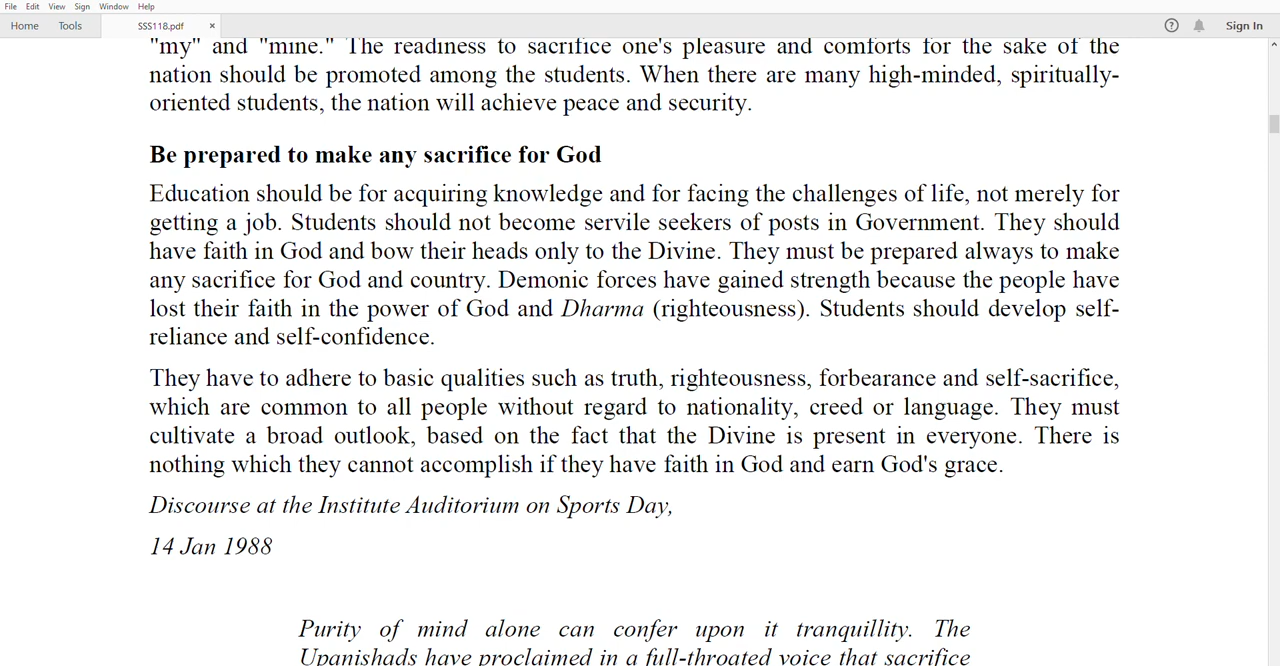 File Edit View Sign Window Help
Home Tools SSS118.pdf × ? Sign In
"my" and "mine." The readiness to sacrifice one's pleasure and comforts for the sake of the
nation should be promoted among the students. When there are many high-minded, spiritually-
oriented students, the nation will achieve peace and security.
Be prepared to make any sacrifice for God
Education should be for acquiring knowledge and for facing the challenges of life, not merely for
getting a job. Students should not become servile seekers of posts in Government. They should
have faith in God and bow their heads only to the Divine. They must be prepared always to make
any sacrifice for God and country. Demonic forces have gained strength because the people have
lost their faith in the power of God and Dharma (righteousness). Students should develop self-
reliance and self-confidence.
They have to adhere to basic qualities such as truth, righteousness, forbearance and self-sacrifice,
which are common to all people without regard to nationality, creed or language. They must
cultivate a broad outlook, based on the fact that the Divine is present in everyone. There is
nothing which they cannot accomplish if they have faith in God and earn God's grace.
Discourse at the Institute Auditorium on Sports Day,
14 Jan 1988
Purity of mind alone can confer upon it tranquillity. The
Upanishads have proclaimed in a full-throated voice that sacrifice